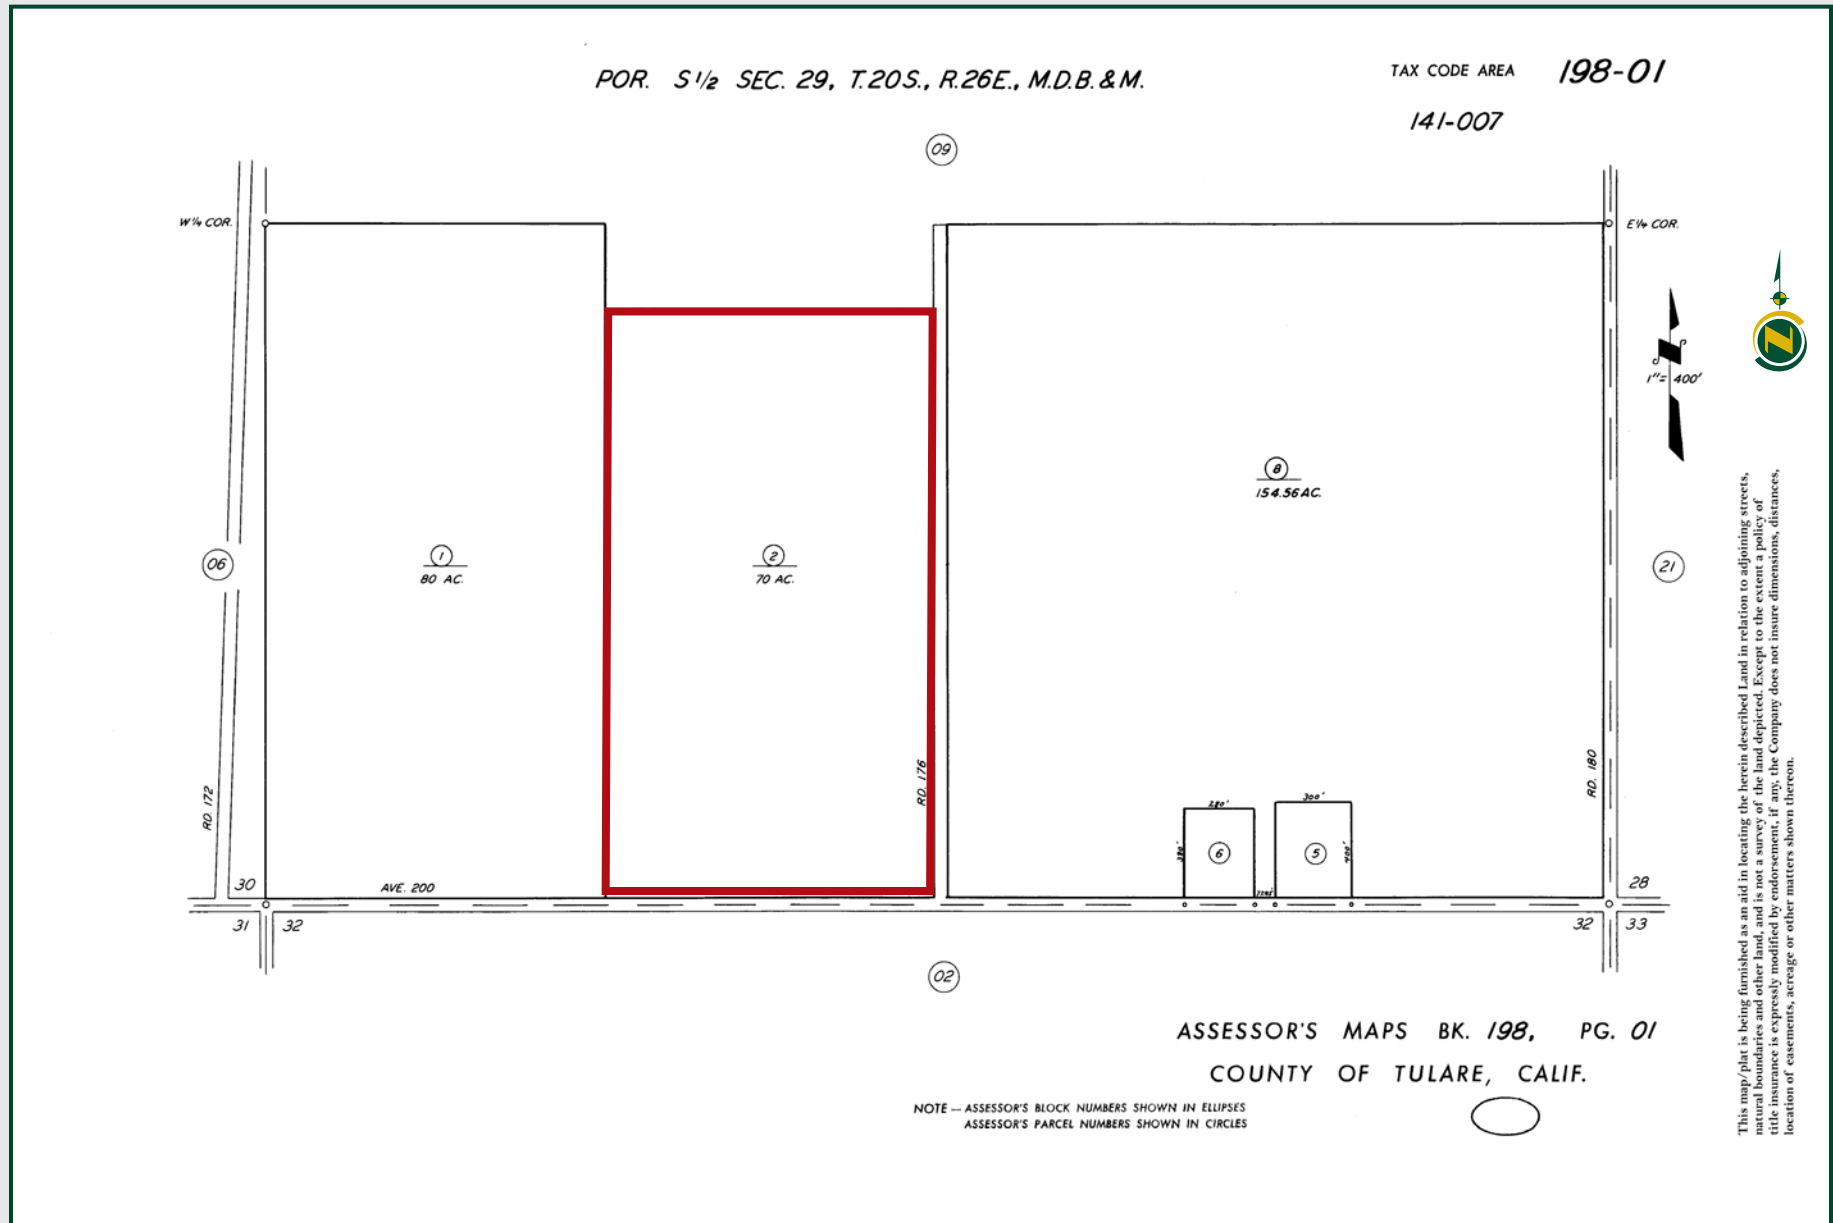 POR. S 1/2 SEC. 29, T.20S., R.26E., M.D.B.&M.
TAX CODE AREA 198-01
141-007
09
W 1/4 COR.
E 1/4 COR.
N
1"= 400'
8
154.56 AC.
06
1
80 AC.
2
70 AC.
21
RD. 172
RD. 176
RD. 180
280'
300'
6
5
400'
30
AVE. 200
28
31
32
32
33
02
ASSESSOR'S MAPS BK. 198, PG. 01
COUNTY OF TULARE, CALIF.
NOTE — ASSESSOR'S BLOCK NUMBERS SHOWN IN ELLIPSES
ASSESSOR'S PARCEL NUMBERS SHOWN IN CIRCLES
This map/plat is being furnished as an aid in locating the herein described Land in relation to adjoining streets,
natural boundaries and other land, and is not a survey of the land depicted. Except to the extent a policy of
title insurance is expressly modified by endorsement, if any, the Company does not insure dimensions, distances,
location of easements, acreage or other matters shown thereon.